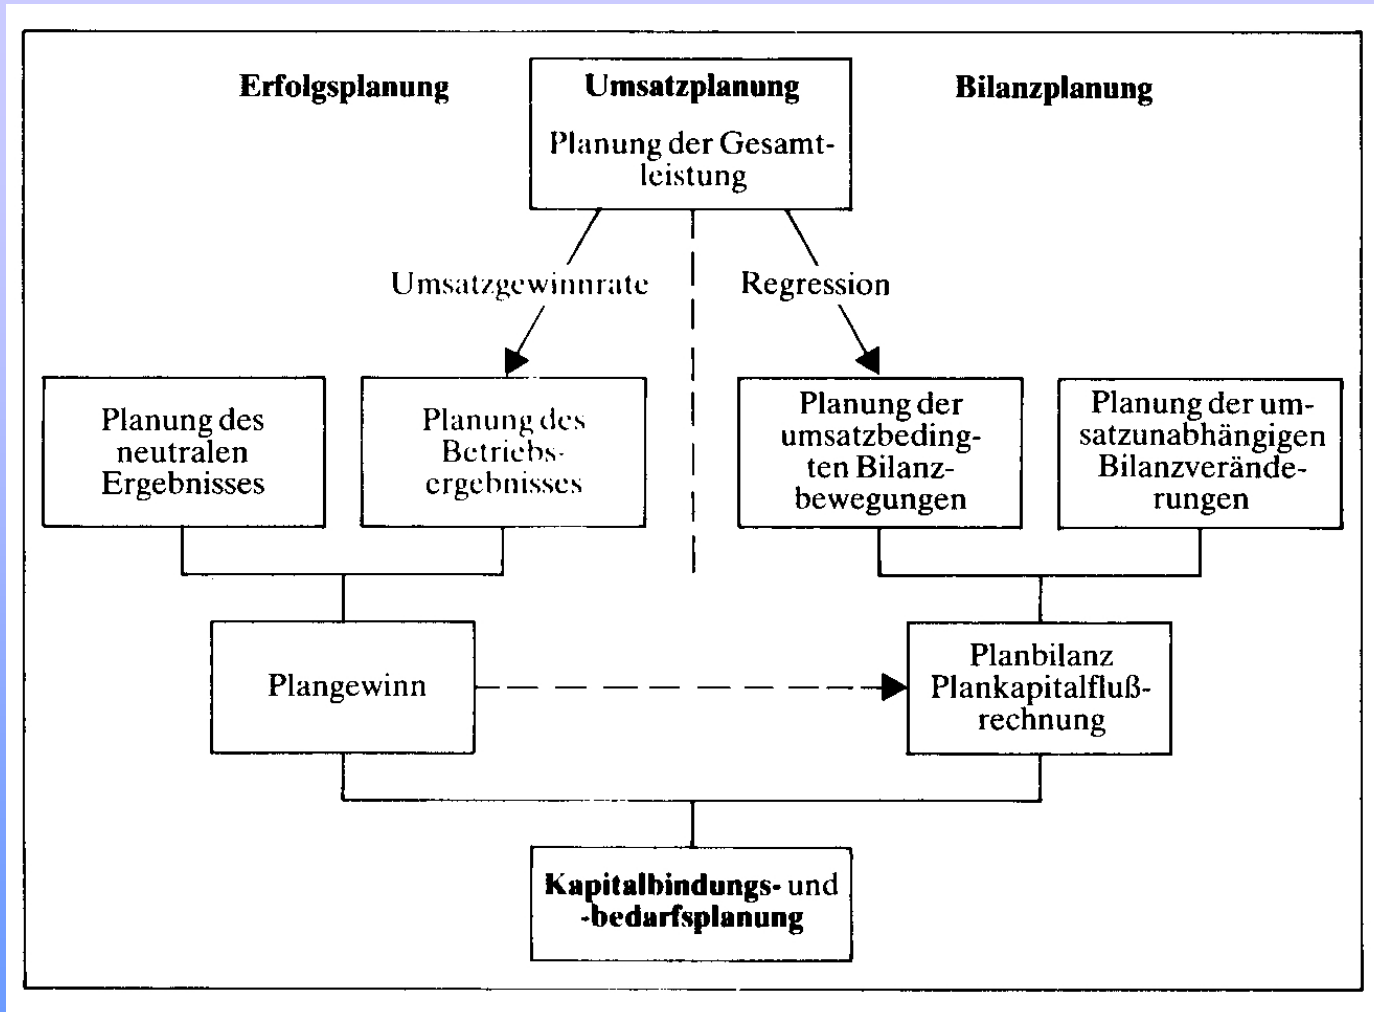 Erfolgsplanung
Umsatzplanung
Bilanzplanung
Planung der Gesamt-
leistung
Umsatzgewinnrate
Regression
Planung des
neutralen
Ergebnisses
Planung des
Betriebs-
ergebnisses
Planung der
umsatzbeding-
ten Bilanz-
bewegungen
Planung der um-
satzunabhängigen
Bilanzverände-
rungen
Plangewinn
Planbilanz
Plankapitalfluß-
rechnung
Kapitalbindungs- und
-bedarfsplanung